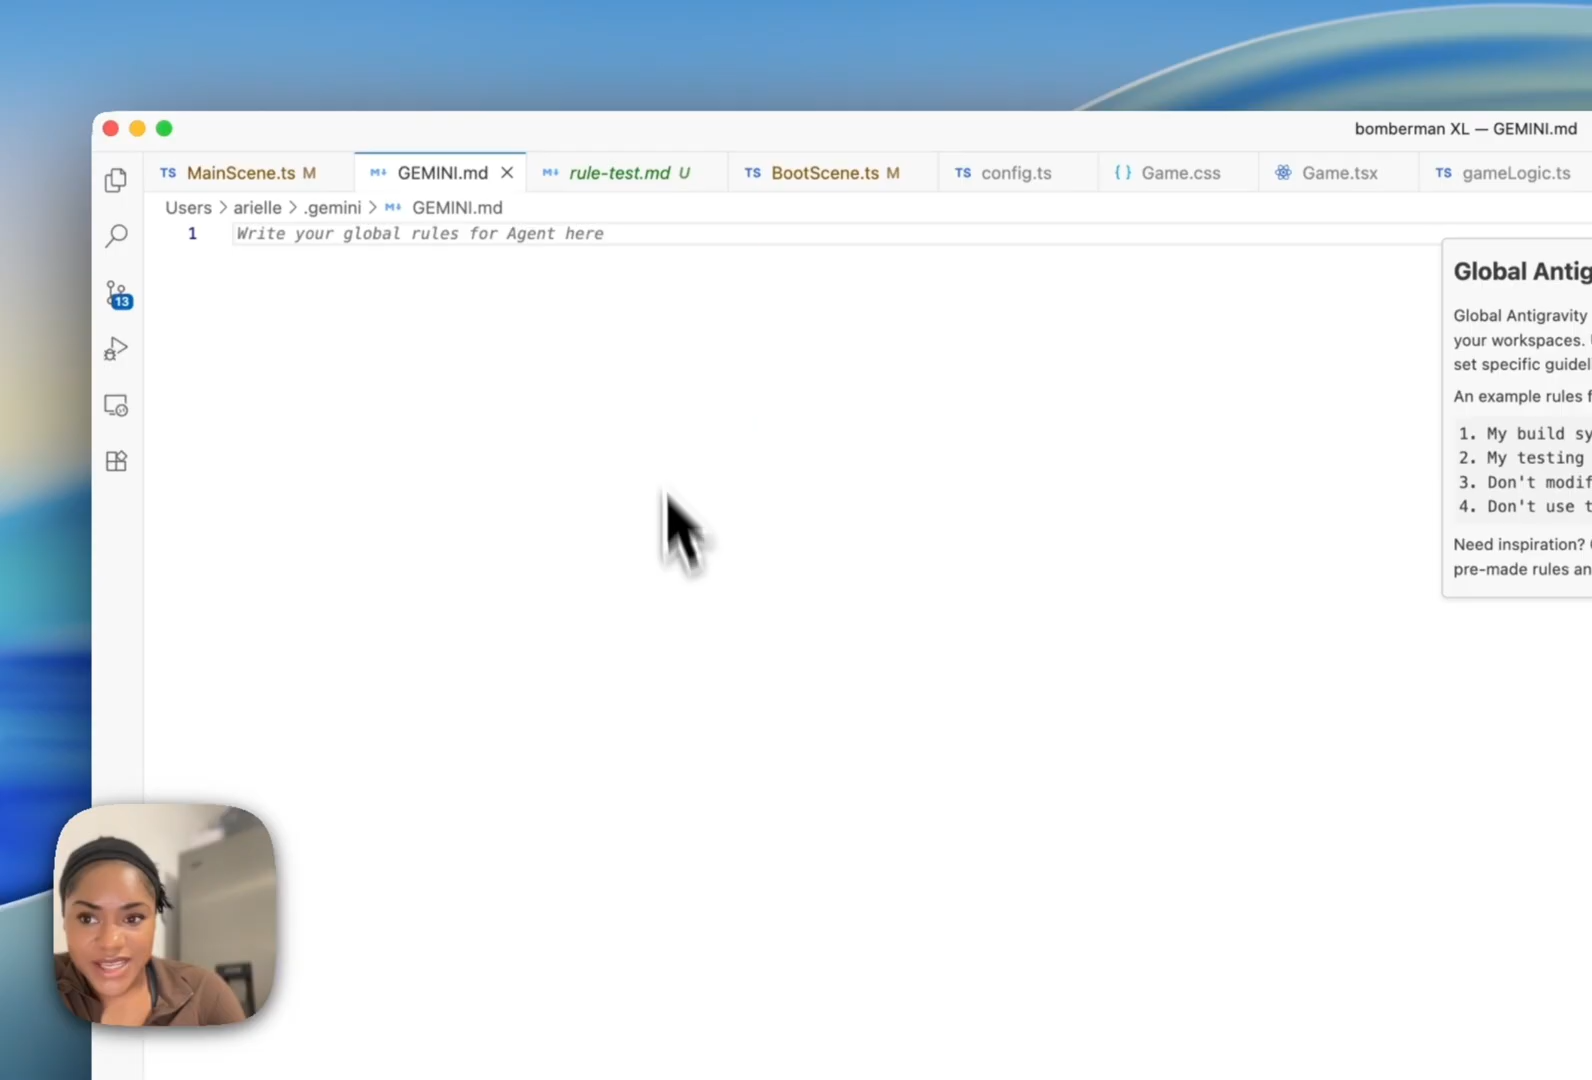 bomberman XL — GEMINI.md
TS MainScene.ts M GEMINI.md rule-test.md U TS BootScene.ts M TS config.ts { } Game.css Game.tsx TS gameLogic.ts
Users > arielle > .gemini > GEMINI.md
1 Write your global rules for Agent here
13
Global Antig
Global Antigravity
your workspaces.
set specific guidel
An example rules f
1. My build sy
2. My testing
3. Don't modif
4. Don't use t
Need inspiration?
pre-made rules an